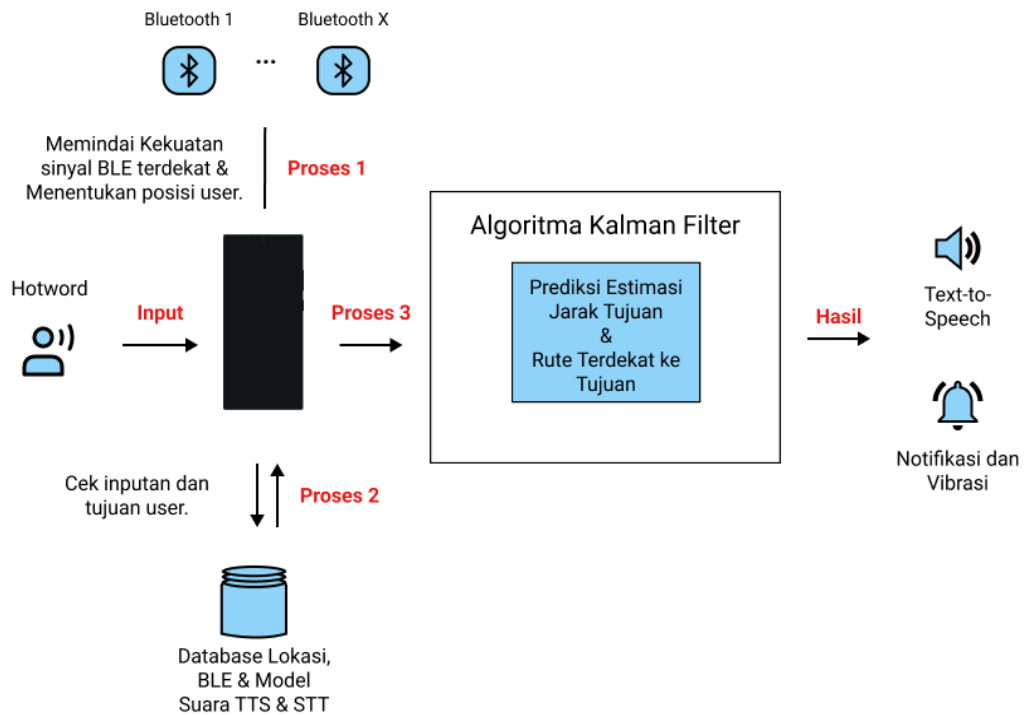 Bluetooth 1
Bluetooth X
...
Memindai Kekuatan
sinyal BLE terdekat &
Menentukan posisi user.
Proses 1
Hotword
Input
Proses 3
Algoritma Kalman Filter
Prediksi Estimasi
Jarak Tujuan
&
Rute Terdekat ke
Tujuan
Hasil
Text-to-
Speech
Notifikasi dan
Vibrasi
Cek inputan dan
tujuan user.
Proses 2
Database Lokasi,
BLE & Model
Suara TTS & STT